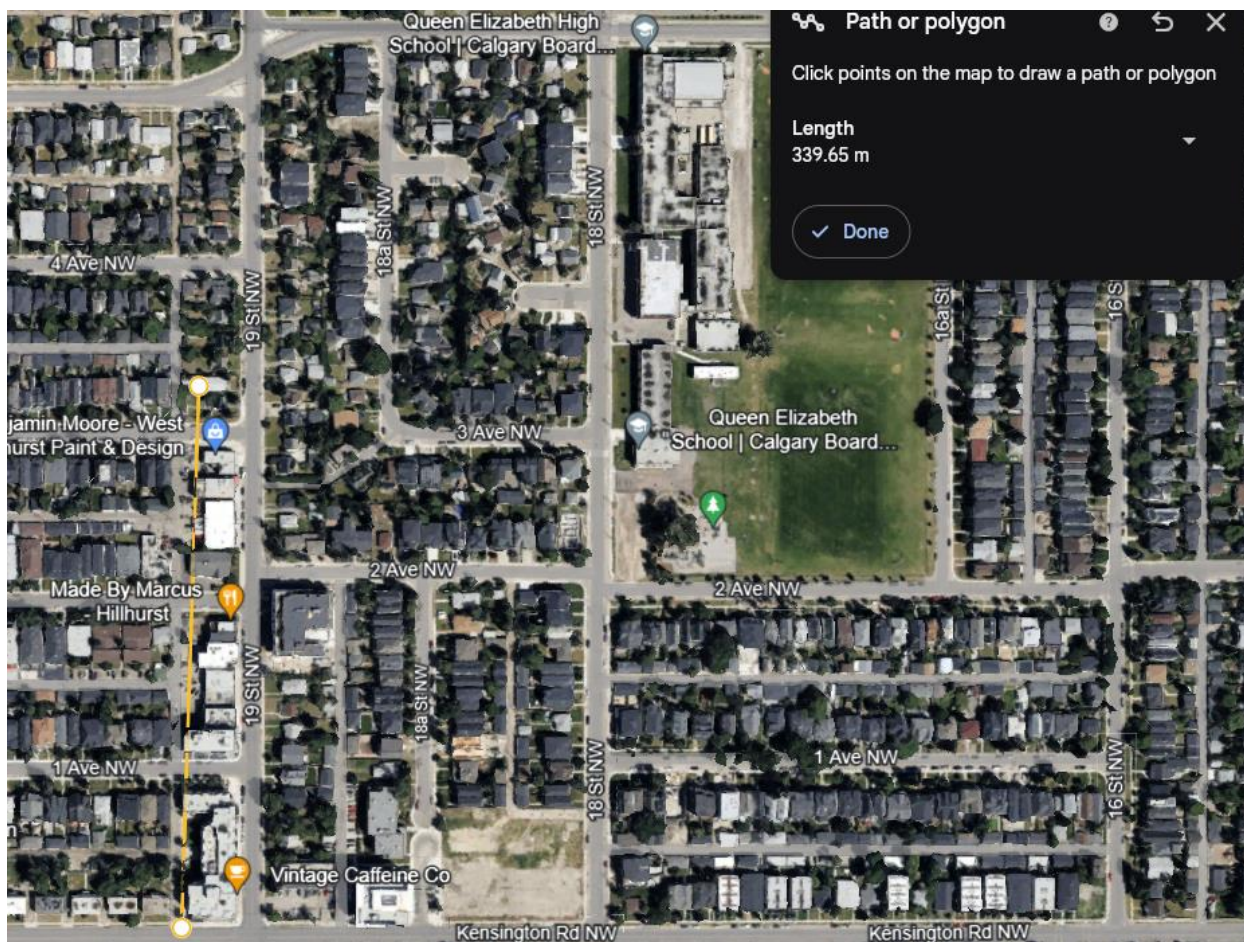 Queen Elizabeth High
School | Calgary Board...
Path or polygon
Click points on the map to draw a path or polygon
Length
339.65 m
Done
18a St NW
18 St NW
4 Ave NW
19 St NW
16a St
16 S
jamin Moore - West
hurst Paint & Design
3 Ave NW
Queen Elizabeth
School | Calgary Board...
2 Ave NW
2 Ave NW
Made By Marcus -
- Hillhurst
19 St NW
18a St NW
1 Ave NW
1 Ave NW
18 St NW
16 St NW
Vintage Caffeine Co
Kensington Rd NW
Kensington Rd NW